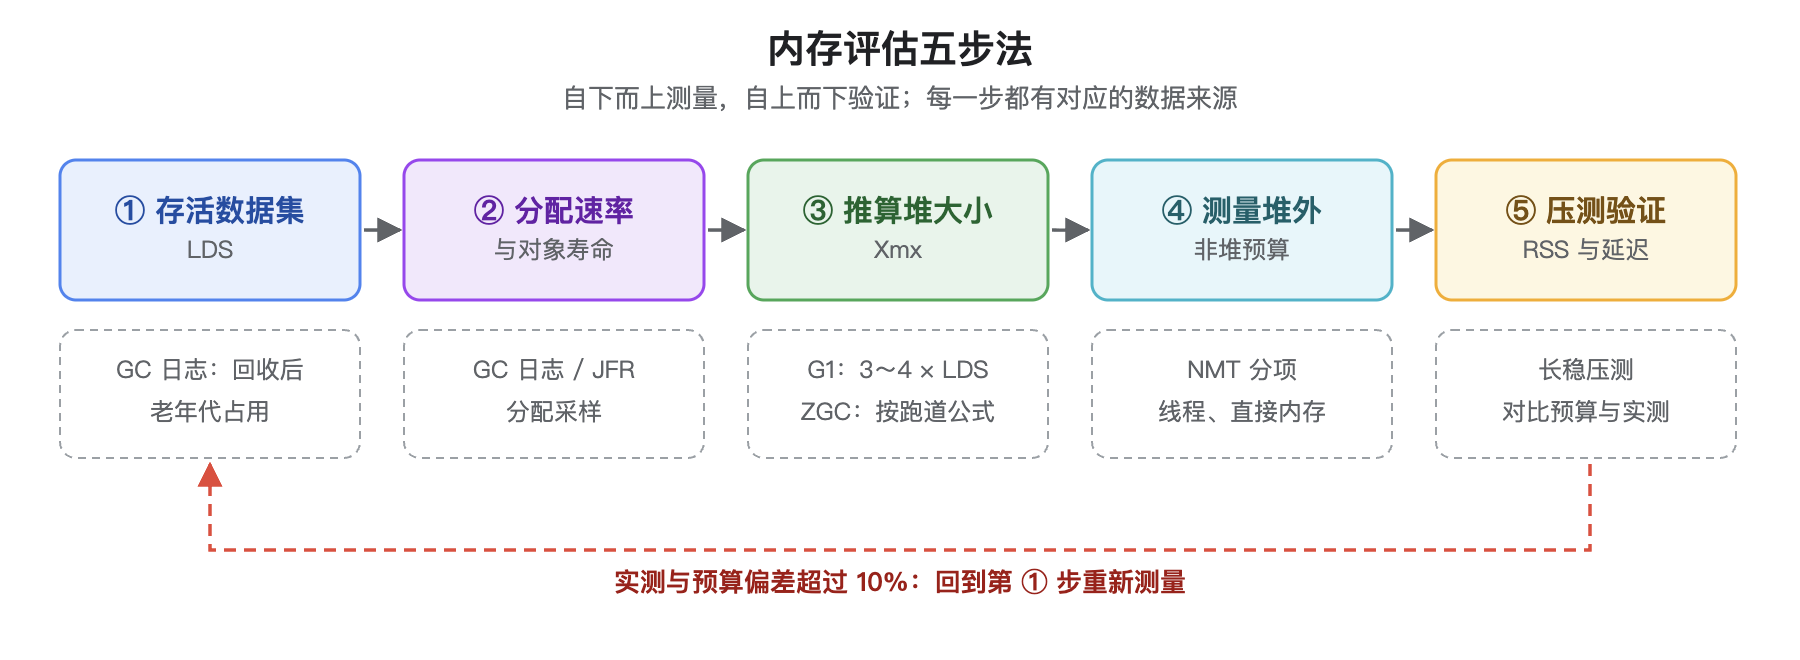 内存评估五步法
自下而上测量，自上而下验证；每一步都有对应的数据来源
① 存活数据集
LDS
② 分配速率
与对象寿命
③ 推算堆大小
Xmx
④ 测量堆外
非堆预算
⑤ 压测验证
RSS 与延迟
GC 日志：回收后
老年代占用
GC 日志 / JFR
分配采样
G1：3～4 × LDS
ZGC：按跑道公式
NMT 分项
线程、直接内存
长稳压测
对比预算与实测
实测与预算偏差超过 10%：回到第 ① 步重新测量